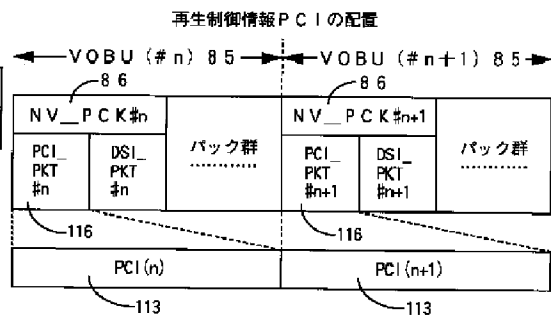 再生制御情報PCIの配置
VOBU (#n) 85
VOBU (#n+1) 85
86
86
NV__PCK#n
パック群
NV__PCK#n+1
パック群
PCI_
PKT
#n
DSI_
PKT
#n
PCI_
PKT
#n+1
DSI_
PKT
#n+1
116
116
PCI(n)
PCI(n+1)
113
113